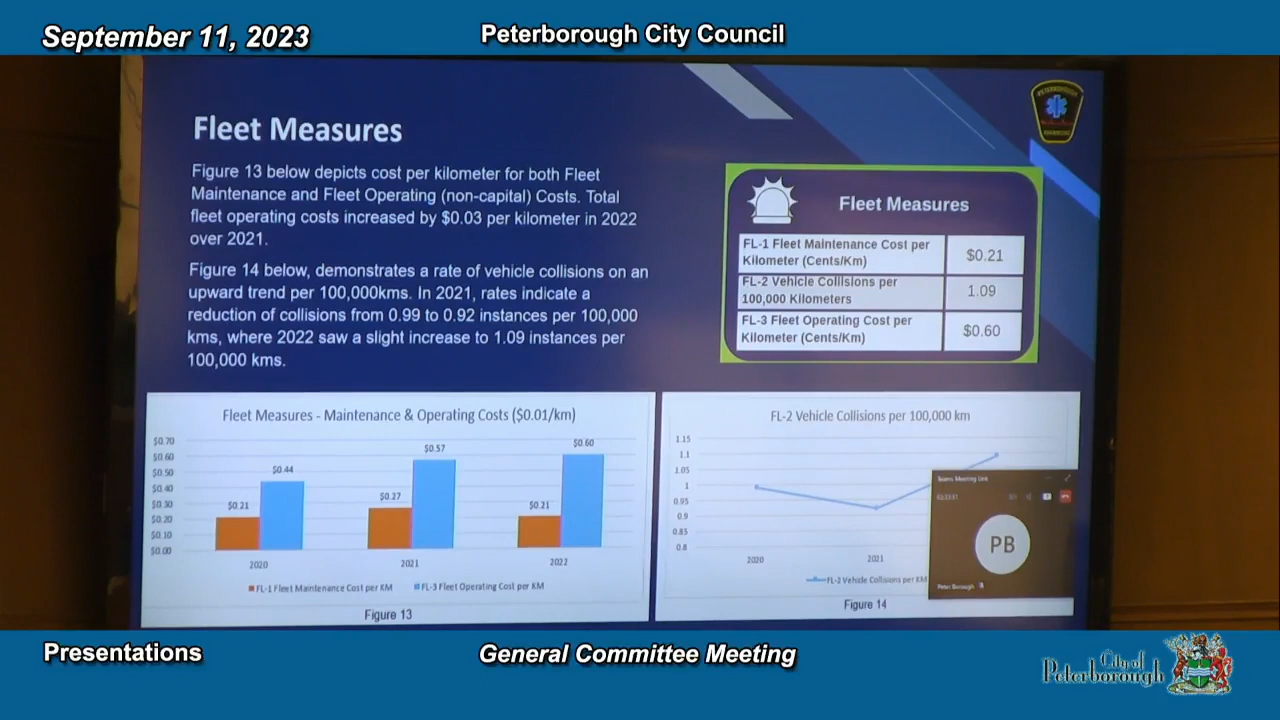 September 11, 2023
Peterborough City Council
Fleet Measures
Figure 13 below depicts cost per kilometer for both Fleet
Maintenance and Fleet Operating (non-capital) Costs. Total
fleet operating costs increased by $0.03 per kilometer in 2022
over 2021.
Figure 14 below, demonstrates a rate of vehicle collisions on an
upward trend per 100,000kms. In 2021, rates indicate a
reduction of collisions from 0.99 to 0.92 instances per 100,000
kms, where 2022 saw a slight increase to 1.09 instances per
100,000 kms.
PETERBOROUGH
Fleet Measures
FL-1 Fleet Maintenance Cost per
Kilometer (Cents/Km)
$0.21
FL-2 Vehicle Collisions per
100,000 Kilometers
1.09
FL-3 Fleet Operating Cost per
Kilometer (Cents/Km)
$0.60
Fleet Measures - Maintenance & Operating Costs ($0.01/km)
$0.70
$0.60
$0.50
$0.40
$0.30
$0.20
$0.10
$0.00
$0.21
$0.44
$0.27
$0.57
$0.21
$0.60
2020
2021
2022
FL-1 Fleet Maintenance Cost per KM
FL-3 Fleet Operating Cost per KM
Figure 13
FL-2 Vehicle Collisions per 100,000 km
1.15
1.1
1.05
1
0.95
0.9
0.85
0.8
2020
2021
FL-2 Vehicle Collisions per KM
Figure 14
Teams Meeting Link
PB
Peter Borough
Presentations
General Committee Meeting
City of
Peterborough